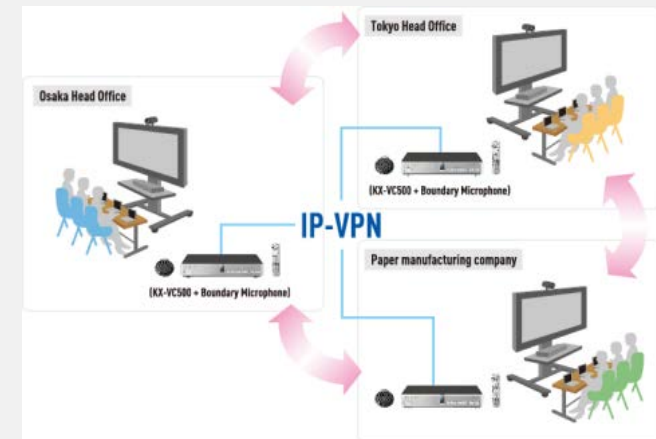 Tokyo Head Office
(KX-VC500 + Boundary Microphone)
Osaka Head Office
(KX-VC500 + Boundary Microphone)
IP-VPN
Paper manufacturing company